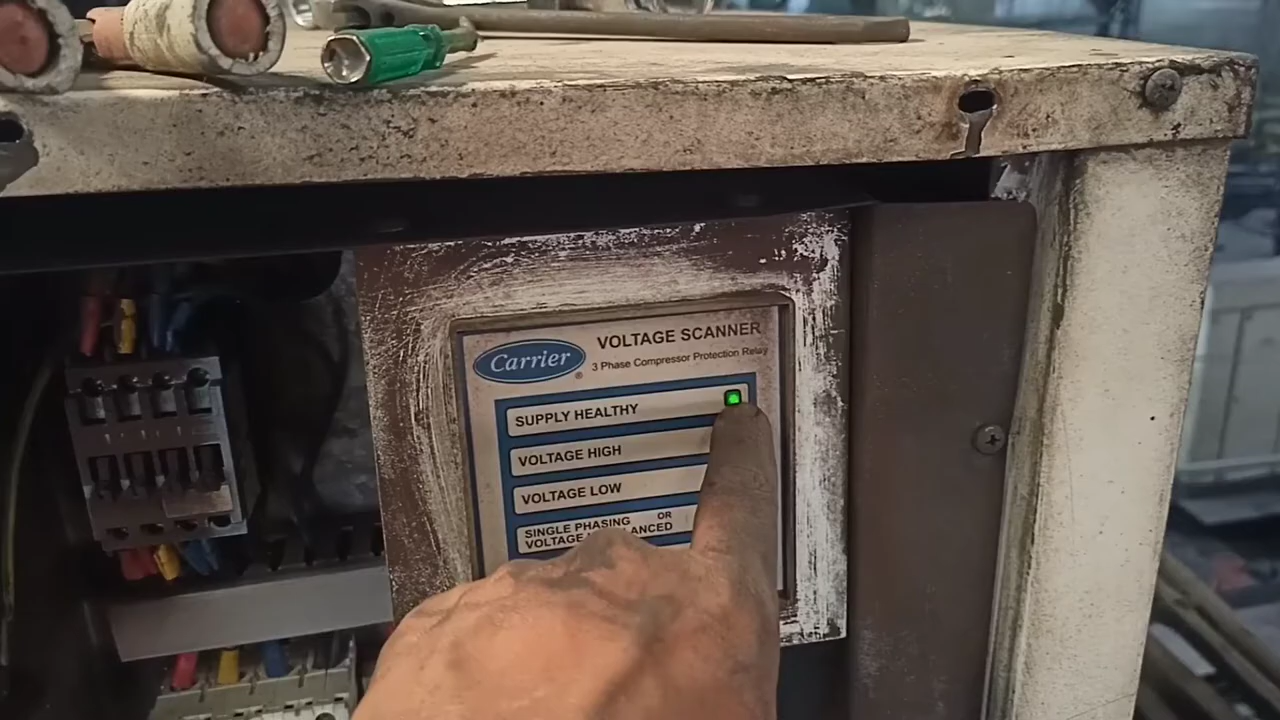 Carrier
®
VOLTAGE SCANNER
3 Phase Compressor Protection Relay
SUPPLY HEALTHY
VOLTAGE HIGH
VOLTAGE LOW
SINGLE PHASING OR
VOLTAGE